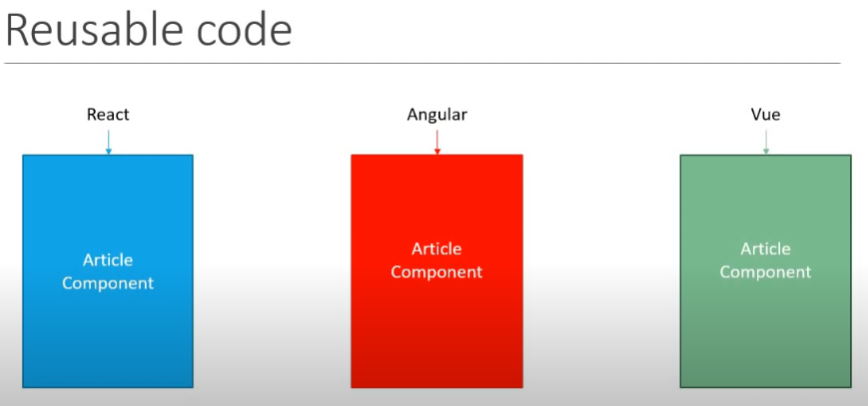 Reusable code
React
Angular
Vue
Article
Component
Article
Component
Article
Component